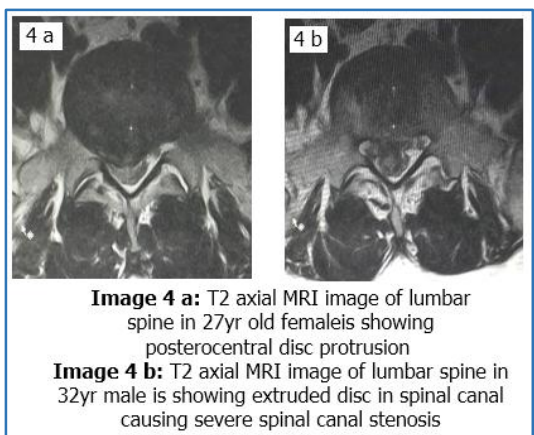 4 a
4 b
Image 4 a: T2 axial MRI image of lumbar
spine in 27yr old femaleis showing
posterocentral disc protrusion
Image 4 b: T2 axial MRI image of lumbar spine in
32yr male is showing extruded disc in spinal canal
causing severe spinal canal stenosis